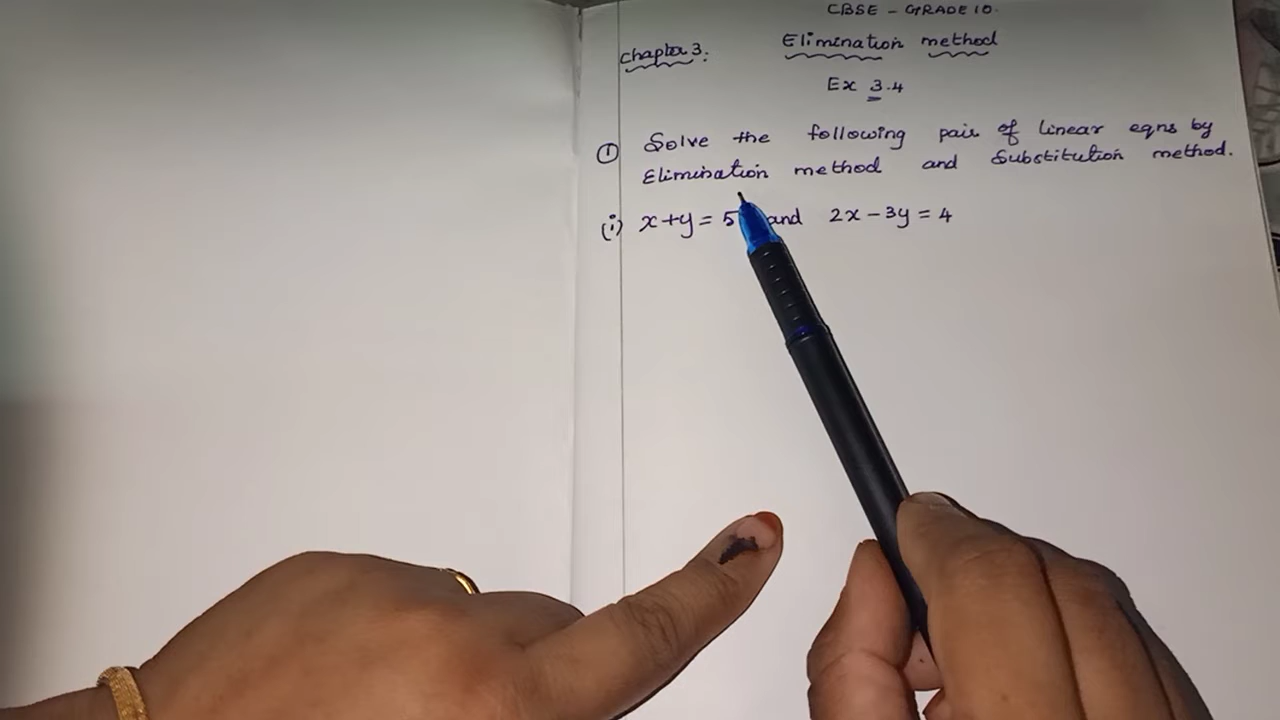 CBSE - GRADE 10.
Chapter 3. Elimination method
Ex 3.4
① Solve the following pair of linear eqns by
Elimination method and Substitution method.
(i) x+y = 5 and 2x - 3y = 4